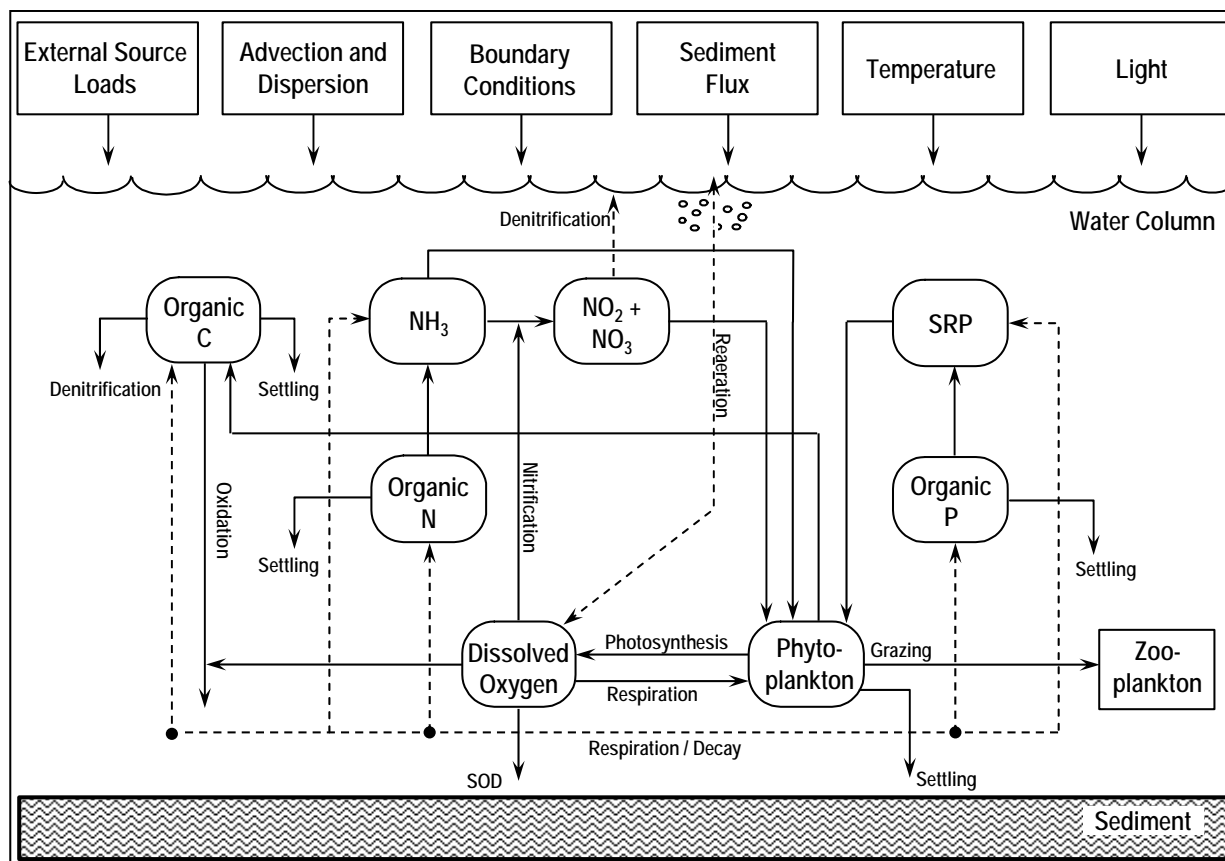 External Source
Loads
Advection and
Dispersion
Boundary
Conditions
Sediment
Flux
Temperature
Light
Denitrification
Water Column
Organic
C
NH₃
NO₂ +
NO₃
SRP
Denitrification
Settling
Reaeration
Oxidation
Organic
N
Nitrification
Organic
P
Settling
Settling
Dissolved
Oxygen
Photosynthesis
Respiration
Phyto-
plankton
Grazing
Zoo-
plankton
Respiration / Decay
SOD
Settling
Sediment